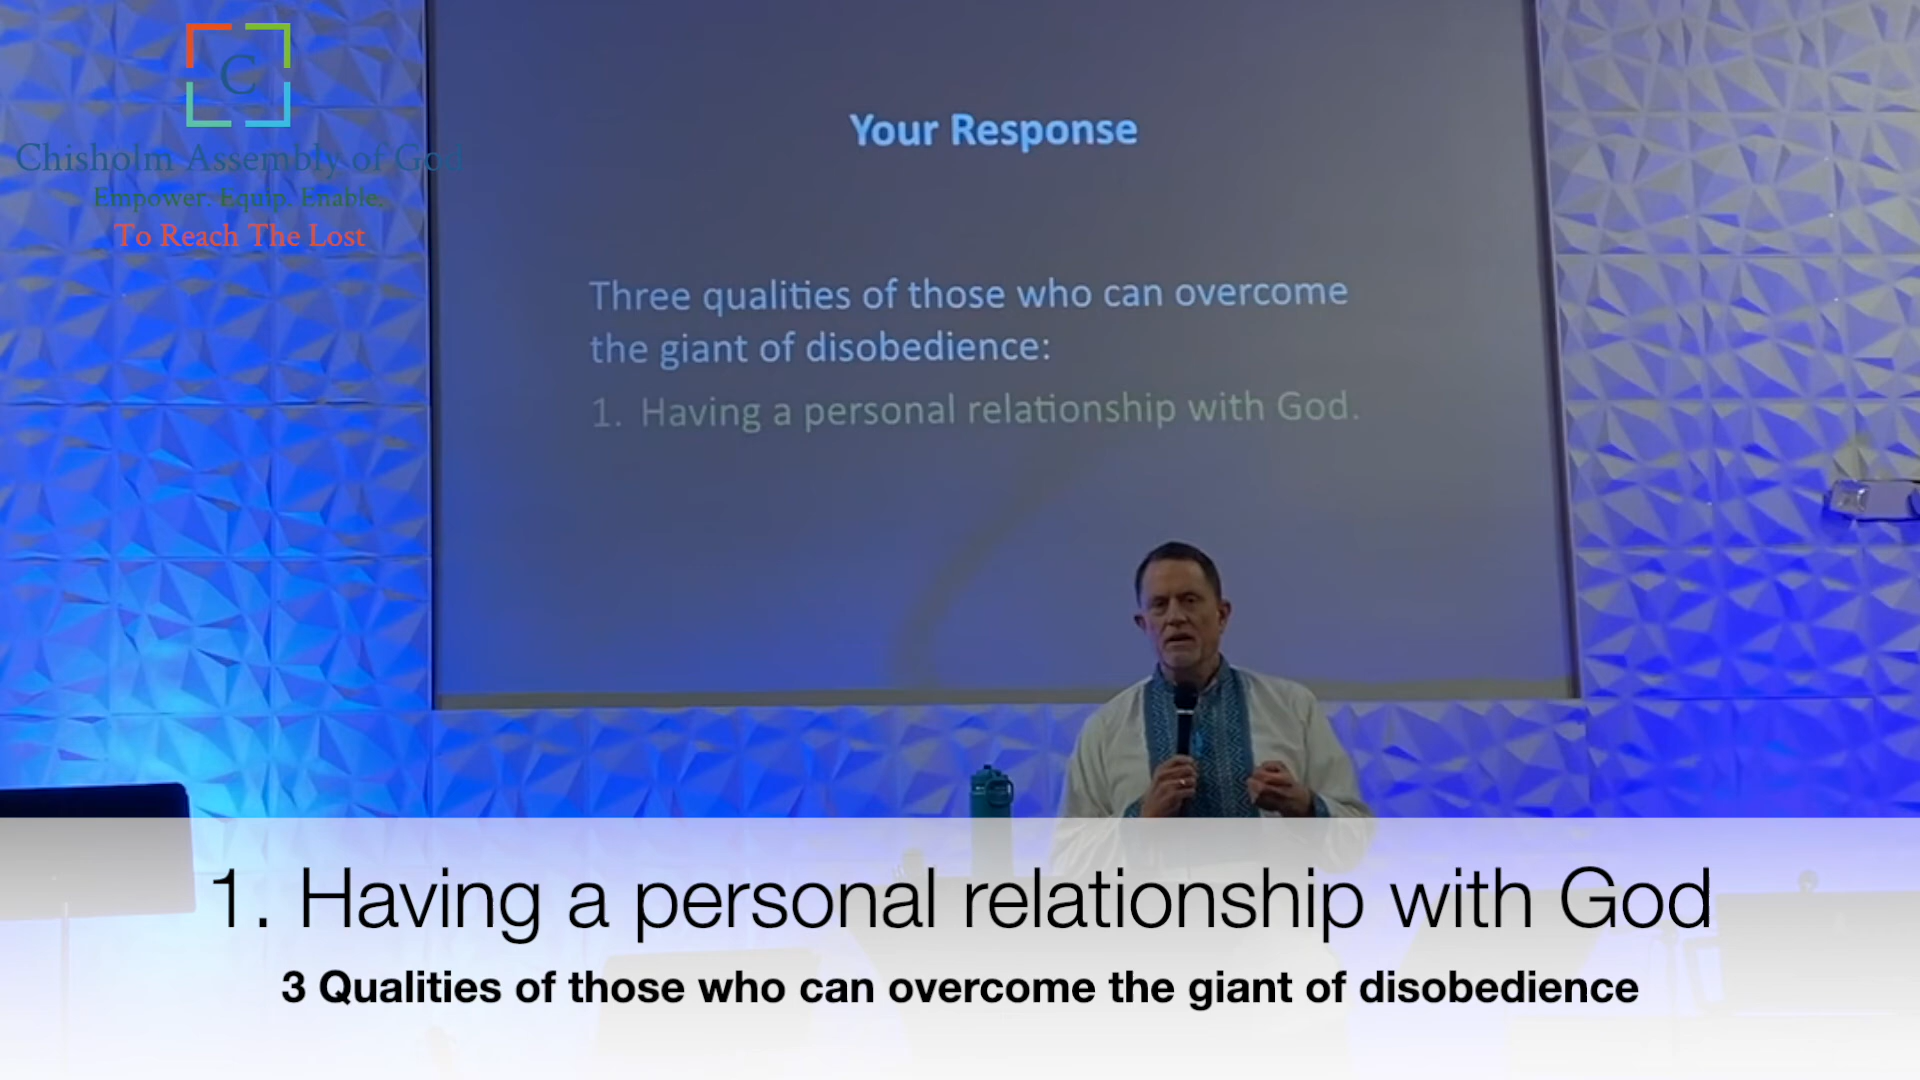 C
Chisholm Assembly of God
Empower. Equip. Enable.
To Reach The Lost
Your Response
Three qualities of those who can overcome
the giant of disobedience:
1. Having a personal relationship with God.
1. Having a personal relationship with God
3 Qualities of those who can overcome the giant of disobedience